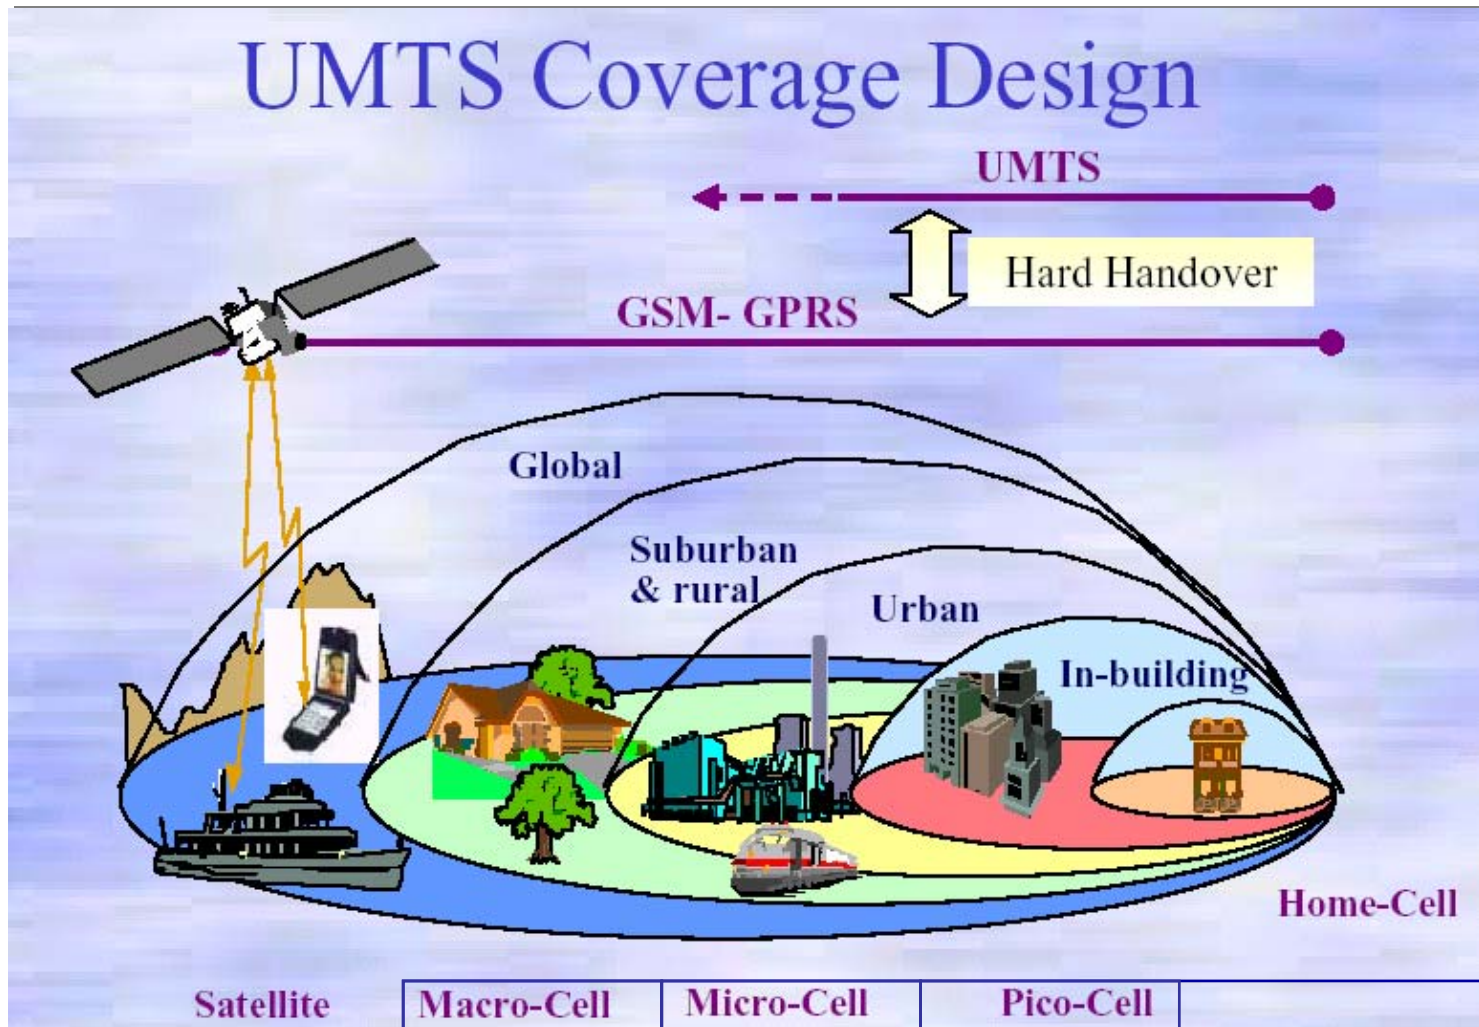 UMTS Coverage Design
UMTS
Hard Handover
GSM- GPRS
Global
Suburban
& rural
Urban
In-building
Home-Cell
Satellite
Macro-Cell
Micro-Cell
Pico-Cell